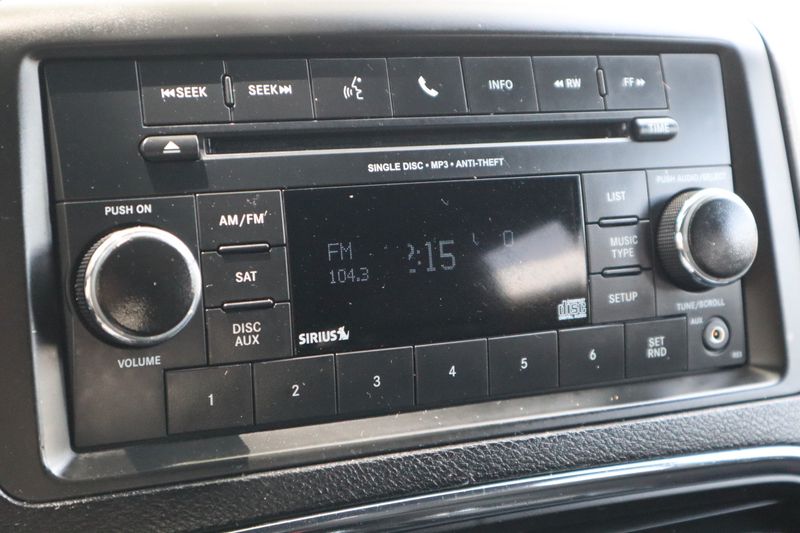 SEEK
SEEK
INFO
RW
FF
TIME
SINGLE DISC • MP3 • ANTI-THEFT
PUSH ON
PUSH AUDIO/SELECT
AM/FM
SAT
DISC
AUX
VOLUME
FM
104.3
2:15
SIRIUS
DISC
LIST
MUSIC
TYPE
SETUP
TUNE/SCROLL
AUX
RES
1
2
3
4
5
6
SET
RND